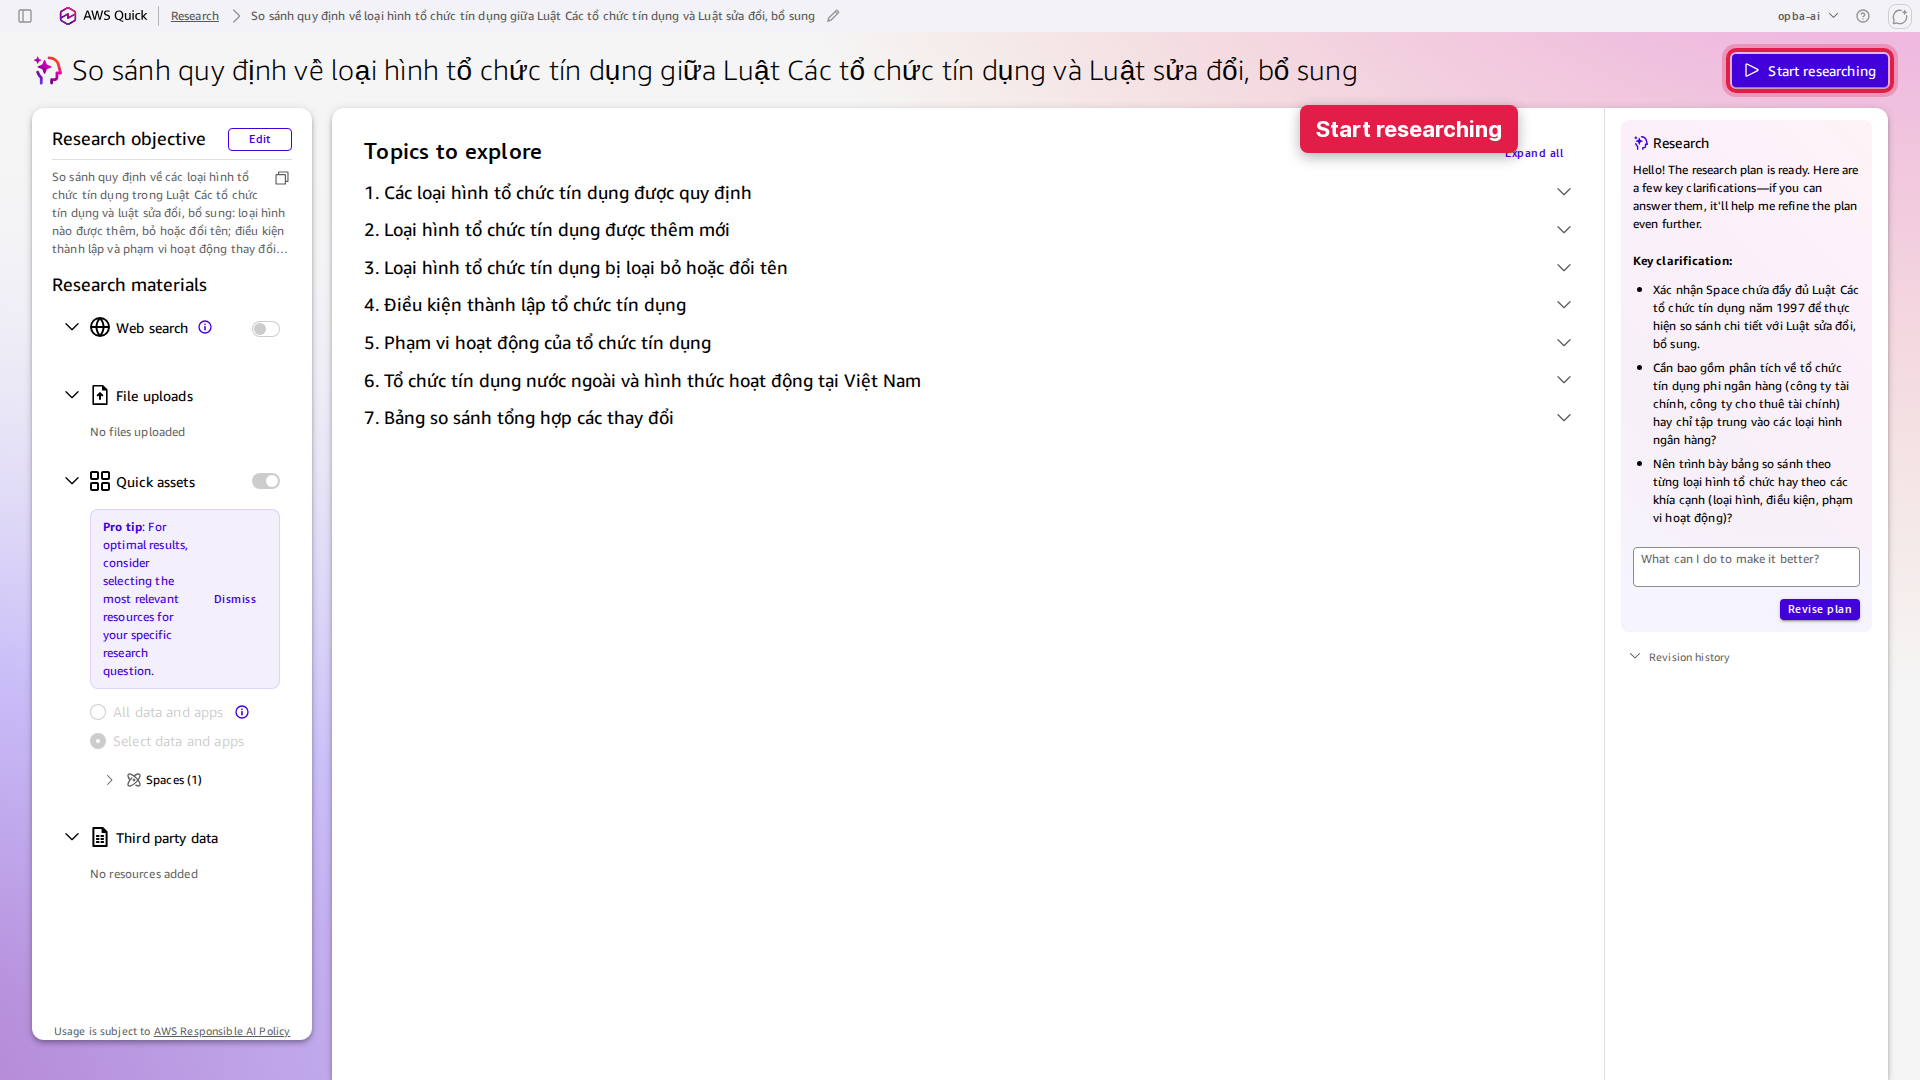 AWS Quick
Research
So sánh quy định về loại hình tổ chức tín dụng giữa Luật Các tổ chức tín dụng và Luật sửa đổi, bổ sung
opba-ai
So sánh quy định về loại hình tổ chức tín dụng giữa Luật Các tổ chức tín dụng và Luật sửa đổi, bổ sung
Start researching
Start researching
Research objective
Edit
So sánh quy định về các loại hình tổ
chức tín dụng trong Luật Các tổ chức
tín dụng và luật sửa đổi, bổ sung: loại hình
nào được thêm, bỏ hoặc đổi tên; điều kiện
thành lập và phạm vi hoạt động thay đổi...
Research materials
Web search
File uploads
No files uploaded
Quick assets
Pro tip: For
optimal results,
consider
selecting the
most relevant
resources for
your specific
research
question.
Dismiss
All data and apps
Select data and apps
Spaces (1)
Third party data
No resources added
Usage is subject to AWS Responsible AI Policy
Topics to explore
Expand all
1. Các loại hình tổ chức tín dụng được quy định
2. Loại hình tổ chức tín dụng được thêm mới
3. Loại hình tổ chức tín dụng bị loại bỏ hoặc đổi tên
4. Điều kiện thành lập tổ chức tín dụng
5. Phạm vi hoạt động của tổ chức tín dụng
6. Tổ chức tín dụng nước ngoài và hình thức hoạt động tại Việt Nam
7. Bảng so sánh tổng hợp các thay đổi
Research
Hello! The research plan is ready. Here are
a few key clarifications—if you can
answer them, it'll help me refine the plan
even further.
Key clarification:
Xác nhận Space chứa đầy đủ Luật Các
tổ chức tín dụng năm 1997 để thực
hiện so sánh chi tiết với Luật sửa đổi,
bổ sung.
Cần bao gồm phân tích về tổ chức
tín dụng phi ngân hàng (công ty tài
chính, công ty cho thuê tài chính)
hay chỉ tập trung vào các loại hình
ngân hàng?
Nên trình bày bảng so sánh theo
từng loại hình tổ chức hay theo các
khía cạnh (loại hình, điều kiện, phạm
vi hoạt động)?
What can I do to make it better?
Revise plan
Revision history